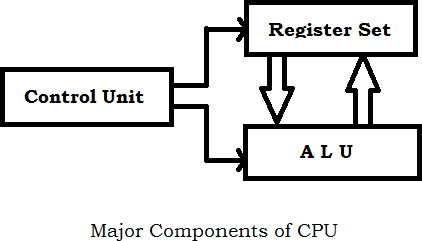 Register Set
Control Unit
A L U
Major Components of CPU